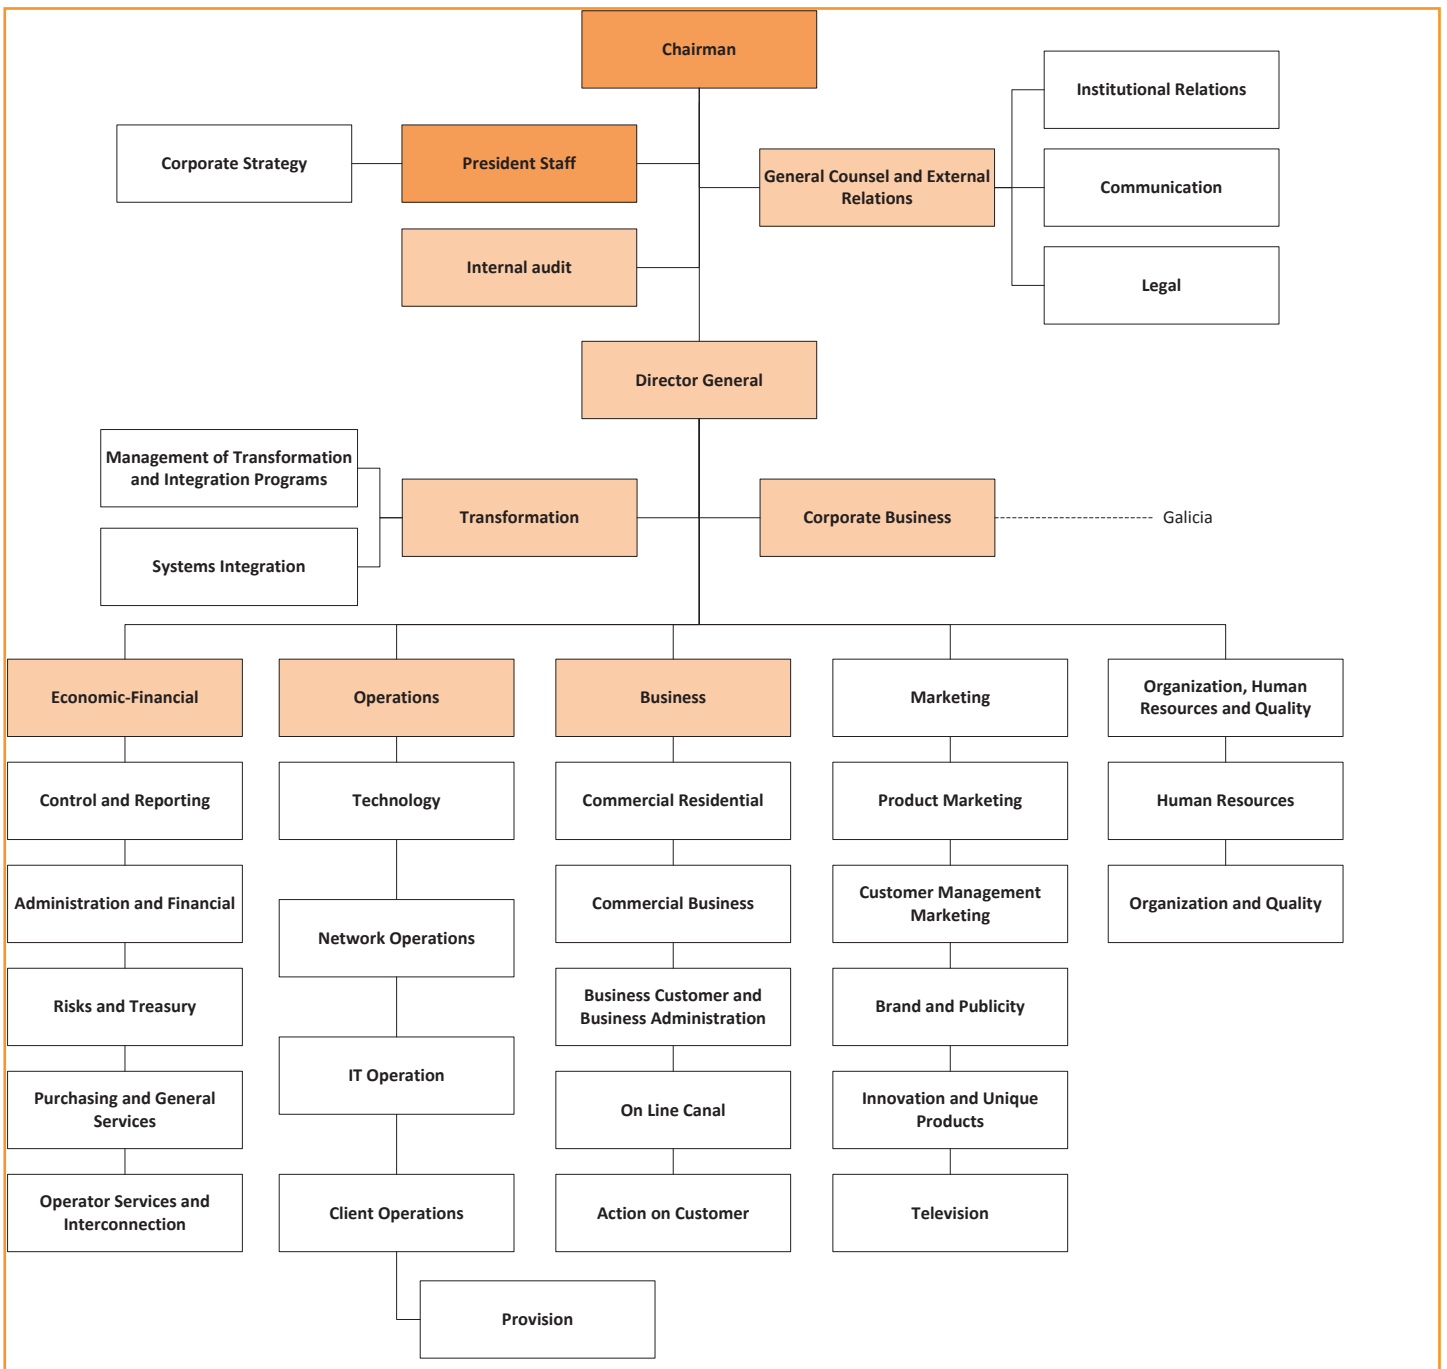 Chairman
Institutional Relations
Corporate Strategy
President Staff
General Counsel and External
Relations
Communication
Internal audit
Legal
Director General
Management of Transformation
and Integration Programs
Transformation
Corporate Business
Galicia
Systems Integration
Economic-Financial
Operations
Business
Marketing
Organization, Human
Resources and Quality
Control and Reporting
Technology
Commercial Residential
Product Marketing
Human Resources
Administration and Financial
Network Operations
Commercial Business
Customer Management
Marketing
Organization and Quality
Risks and Treasury
Business Customer and
Business Administration
Brand and Publicity
Purchasing and General
Services
IT Operation
On Line Canal
Innovation and Unique
Products
Operator Services and
Interconnection
Client Operations
Action on Customer
Television
Provision